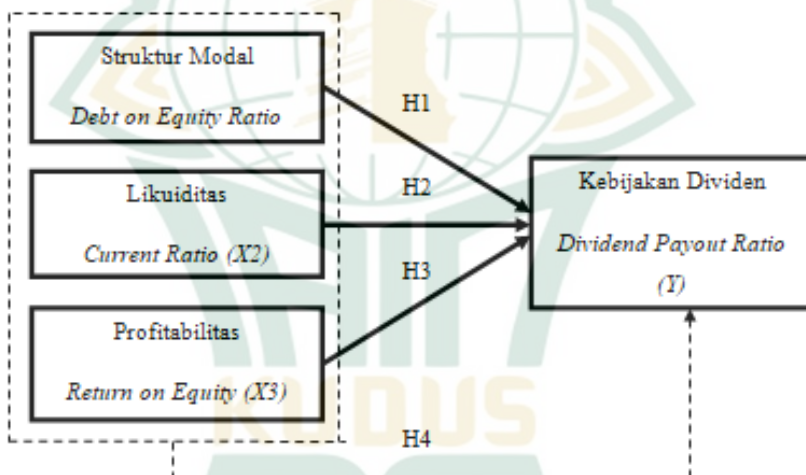 Struktur Modal
Debt on Equity Ratio
Likuiditas
Current Ratio (X2)
Profitabilitas
Return on Equity (X3)
H1
H2
H3
H4
Kebijakan Dividen
Dividend Payout Ratio
(Y)
KUDUS